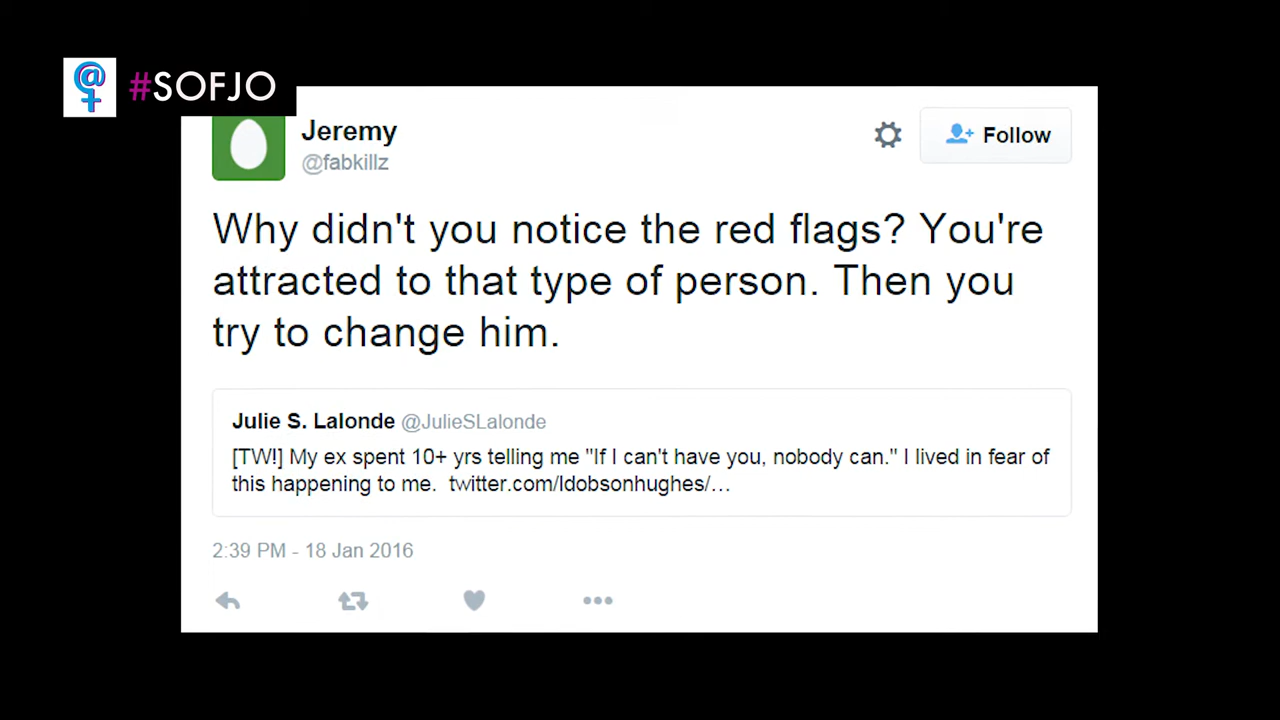 #SOFJO
Jeremy
@fabkillz
Follow
Why didn't you notice the red flags? You're
attracted to that type of person. Then you
try to change him.
Julie S. Lalonde @JulieSLalonde
[TW!] My ex spent 10+ yrs telling me "If I can't have you, nobody can." I lived in fear of
this happening to me. twitter.com/ldobsonhughes/…
2:39 PM - 18 Jan 2016